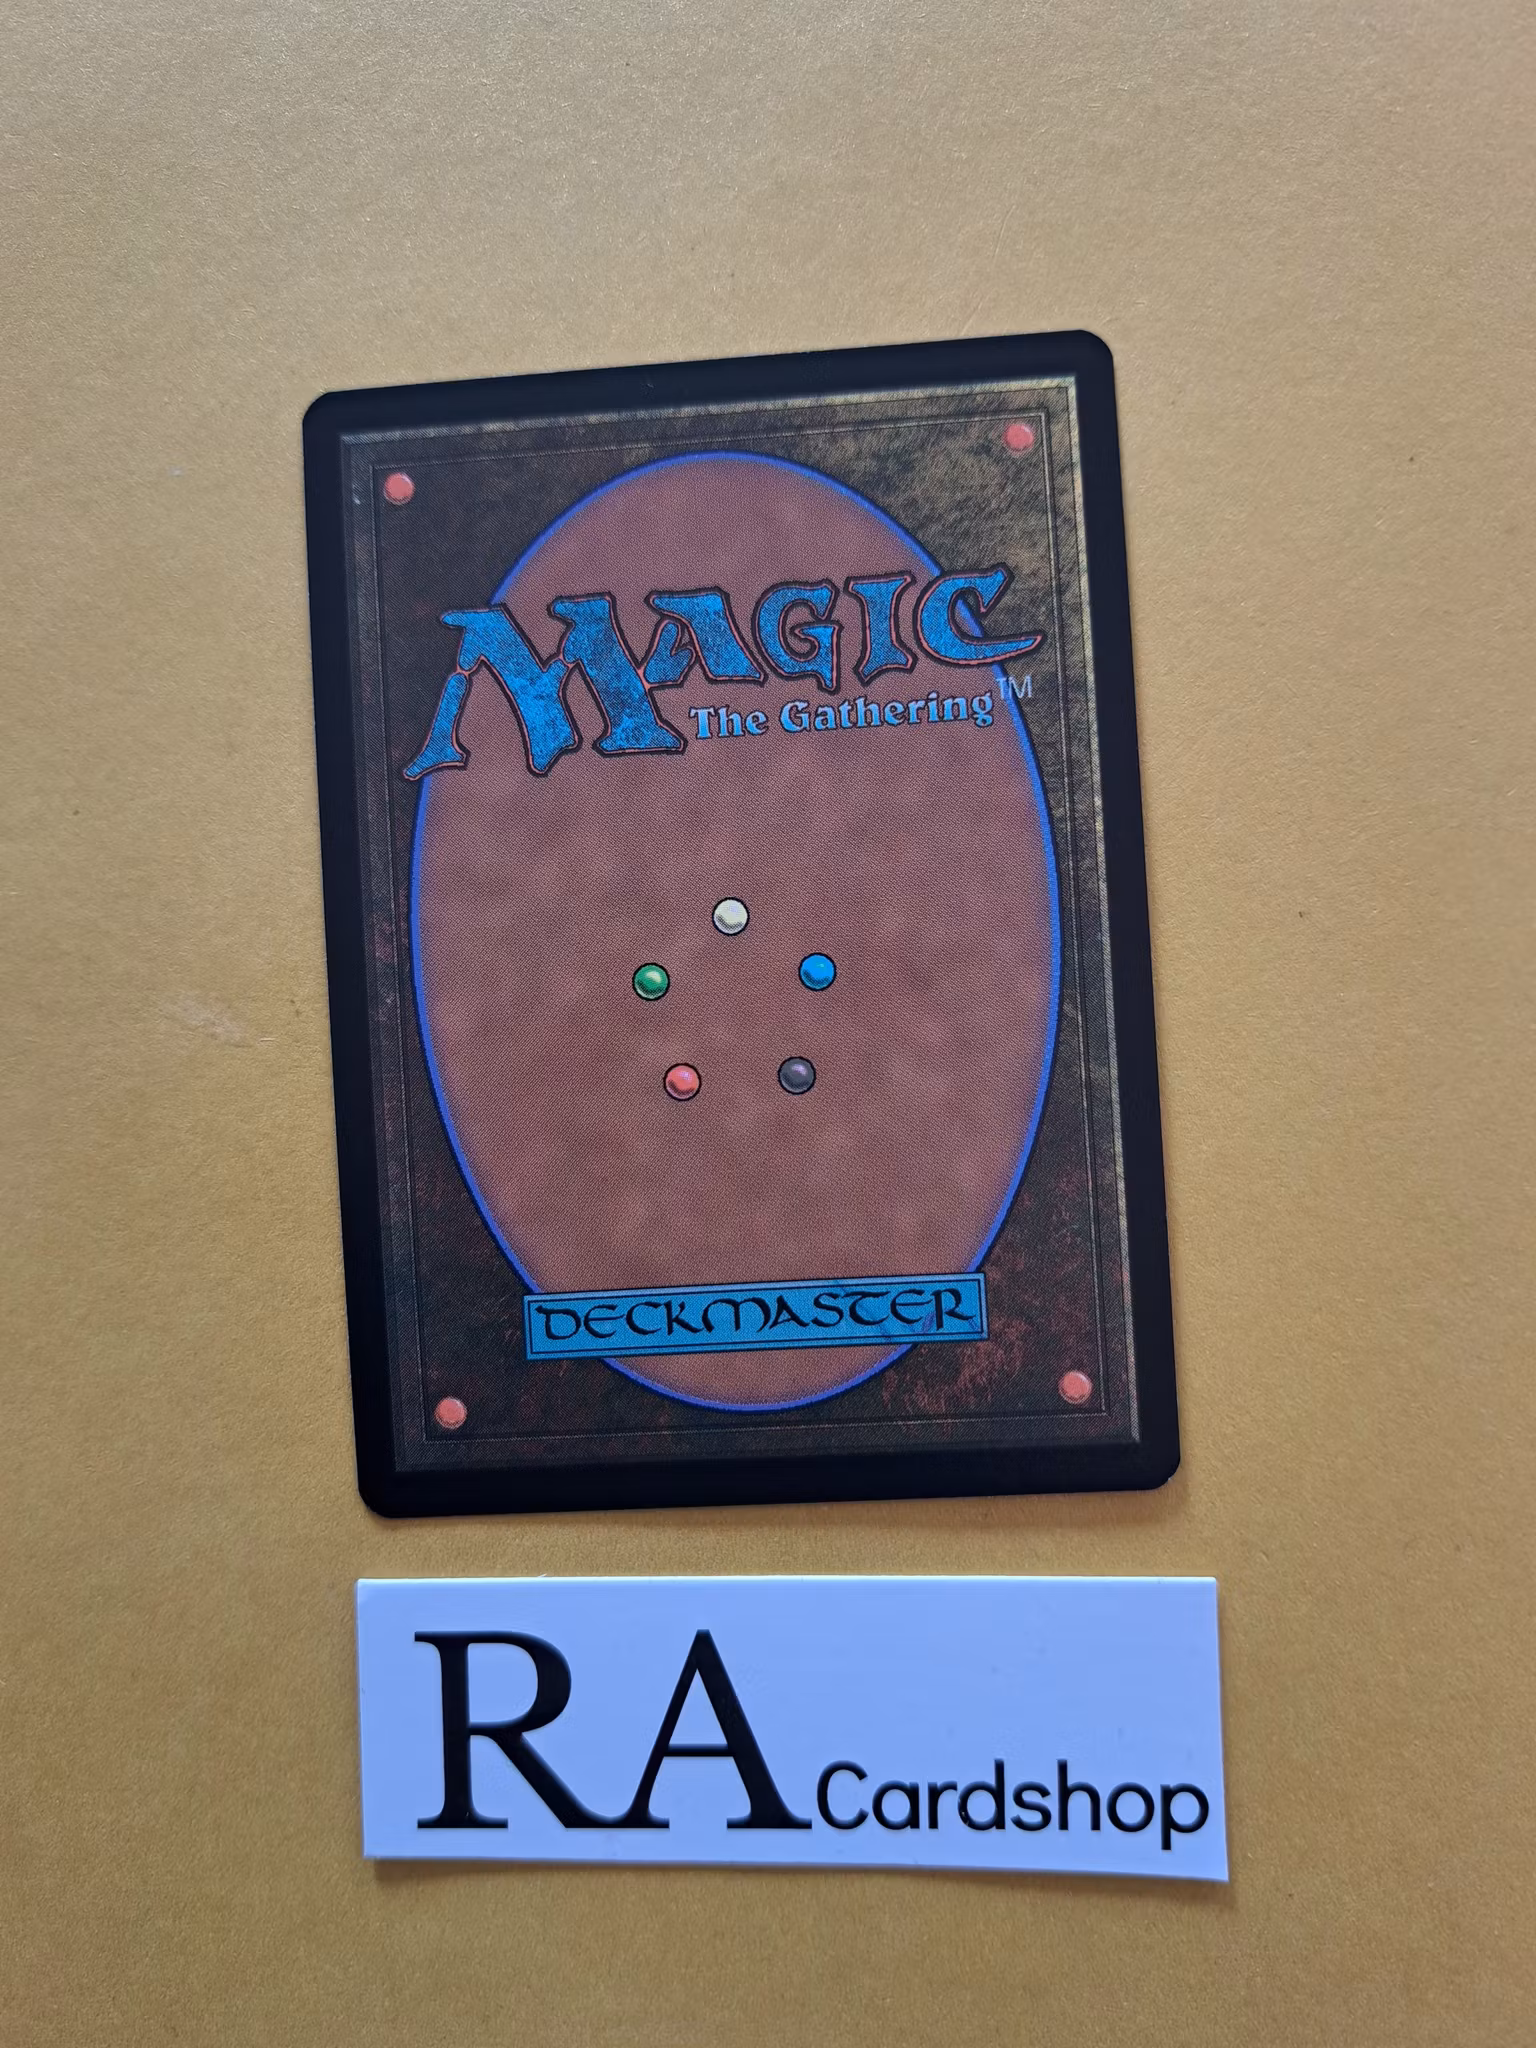 MAGIC
The Gathering™
DECKMASTER
RA Cardshop